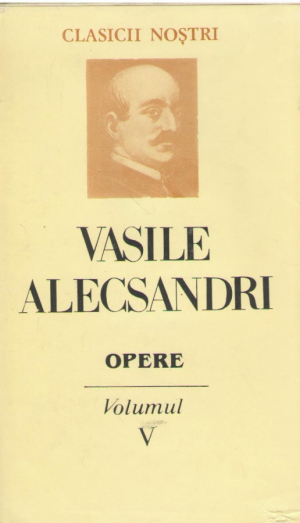 CLASICII NOȘTRI
VASILE
ALECSANDRI
OPERE
Volumul
V